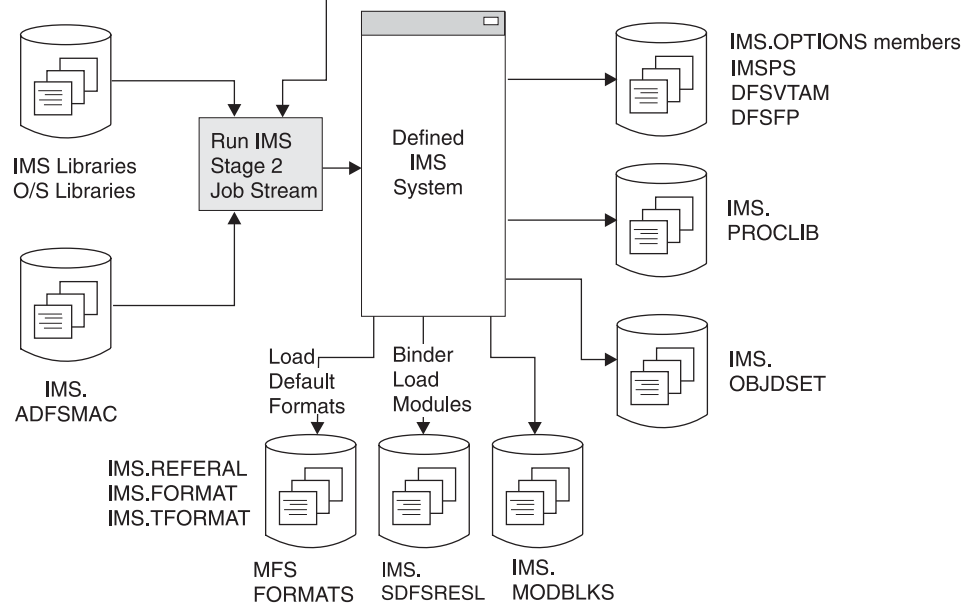 IMS Libraries
O/S Libraries
IMS.
ADFSMAC
Run IMS
Stage 2
Job Stream
Defined
IMS
System
IMS.OPTIONS members
IMSPS
DFSVTAM
DFSFP
IMS.
PROCLIB
IMS.
OBJDSET
Load
Default
Formats
Binder
Load
Modules
IMS.REFERAL
IMS.FORMAT
IMS.TFORMAT
MFS
FORMATS
IMS.
SDFSRESL
IMS.
MODBLKS